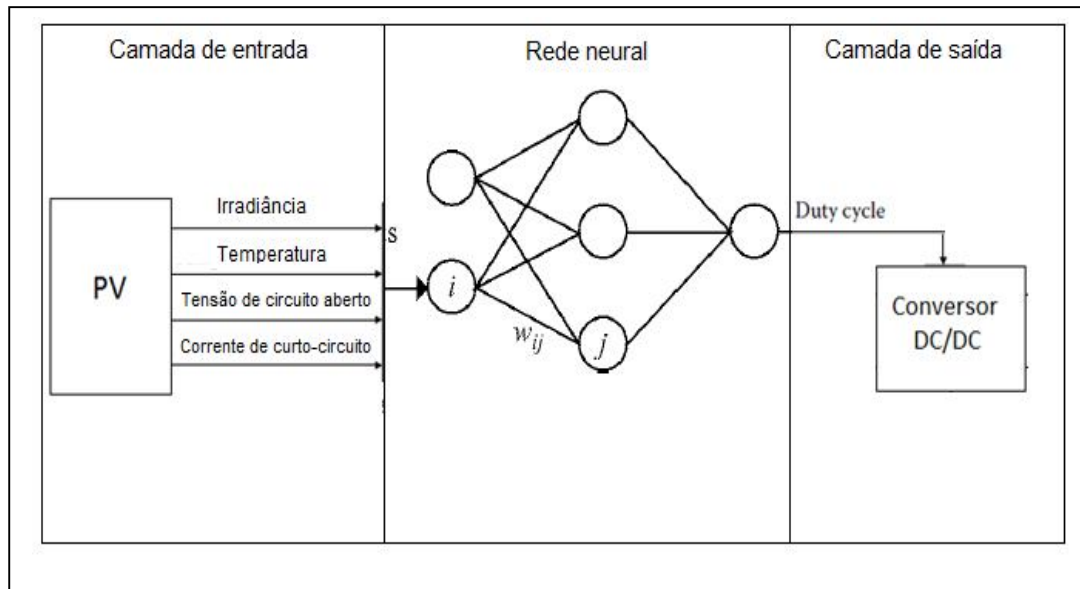 Camada de entrada
Rede neural
Camada de saída
PV
Irradiância
Temperatura
Tensão de circuito aberto
Corrente de curto-circuito
s
i
wij
j
Duty cycle
Conversor
DC/DC